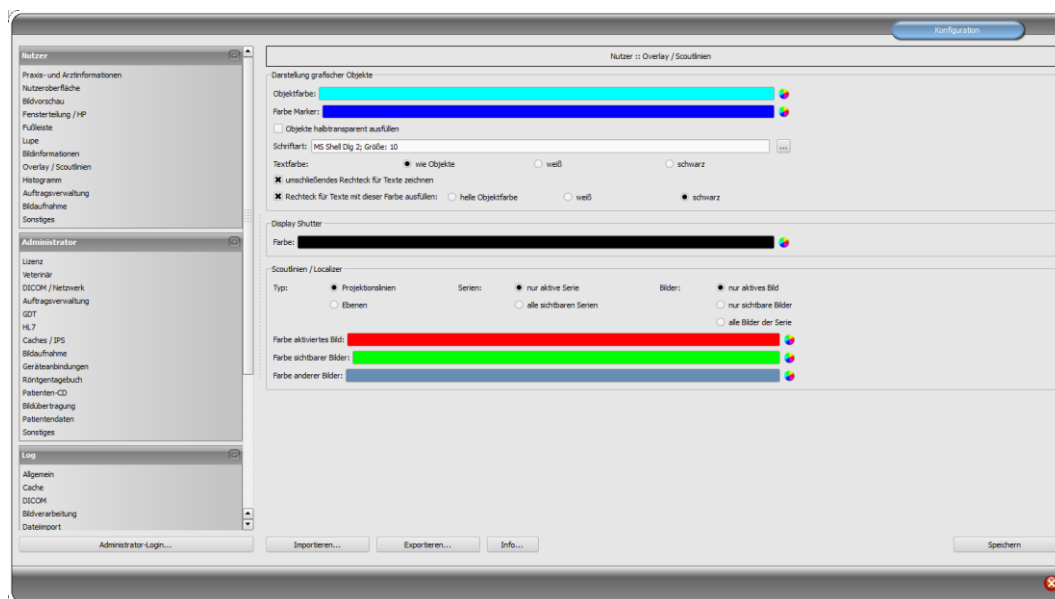 Konfiguration
Nutzer
Praxis- und Arztinformationen
Nutzeroberfläche
Bildvorschau
Fensterteilung / HP
Fußleiste
Lupe
Bildinformationen
Overlay / Scoutlinien
Histogramm
Auftragsverwaltung
Bildaufnahme
Sonstiges
Administrator
Lizenz
Veterinär
DICOM / Netzwerk
Auftragsverwaltung
GDT
HL7
Caches / IPS
Bildaufnahme
Geräteanbindungen
Röntgentagebuch
Patienten-CD
Bildübertragung
Patientendaten
Sonstiges
Log
Allgemein
Cache
DICOM
Bildverarbeitung
Dateiimport
Administrator-Login...
Nutzer :: Overlay / Scoutlinien
Darstellung grafischer Objekte
Objektfarbe:
Farbe Marker:
Objekte halbtransparent ausfüllen
Schriftart: MS Shell Dlg 2; Größe: 10 ...
Textfarbe: wie Objekte weiß schwarz
umschließendes Rechteck für Texte zeichnen
Rechteck für Texte mit dieser Farbe ausfüllen: helle Objektfarbe weiß schwarz
Display Shutter
Farbe:
Scoutlinien / Localizer
Typ: Projektionslinien Serien: nur aktive Serie Bilder: nur aktives Bild
Ebenen alle sichtbaren Serien nur sichtbare Bilder
alle Bilder der Serie
Farbe aktiviertes Bild:
Farbe sichtbarer Bilder:
Farbe anderer Bilder:
Importieren... Exportieren... Info... Speichern